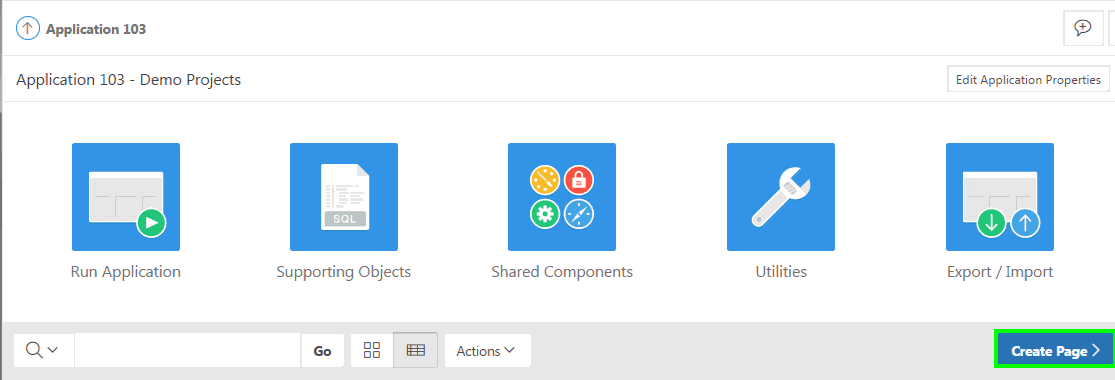 Application 103
Application 103 - Demo Projects
Edit Application Properties
SQL
Run Application
Supporting Objects
Shared Components
Utilities
Export / Import
Go
Actions
Create Page